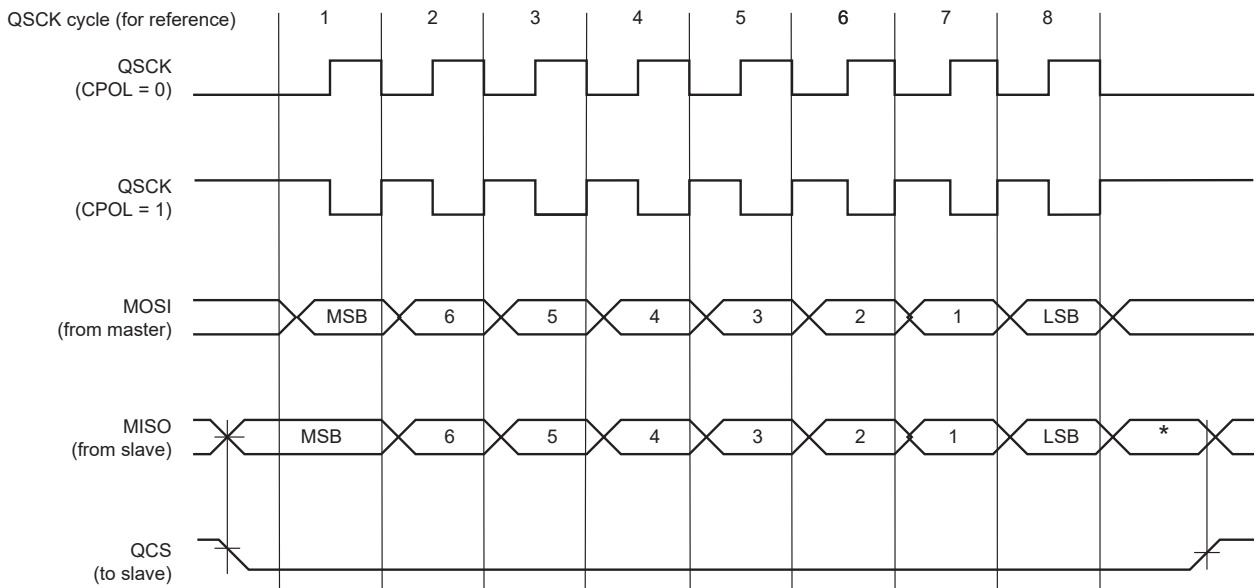 QSCK cycle (for reference) 1 2 3 4 5 6 7 8
QSCK
(CPOL = 0)
QSCK
(CPOL = 1)
MOSI
(from master)
MSB 6 5 4 3 2 1 LSB
MISO
(from slave)
MSB 6 5 4 3 2 1 LSB *
QCS
(to slave)